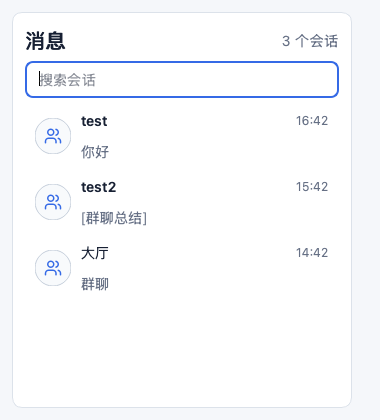 消息 3 个会话
搜索会话
test 16:42
你好
test2 15:42
[群聊总结]
大厅 14:42
群聊